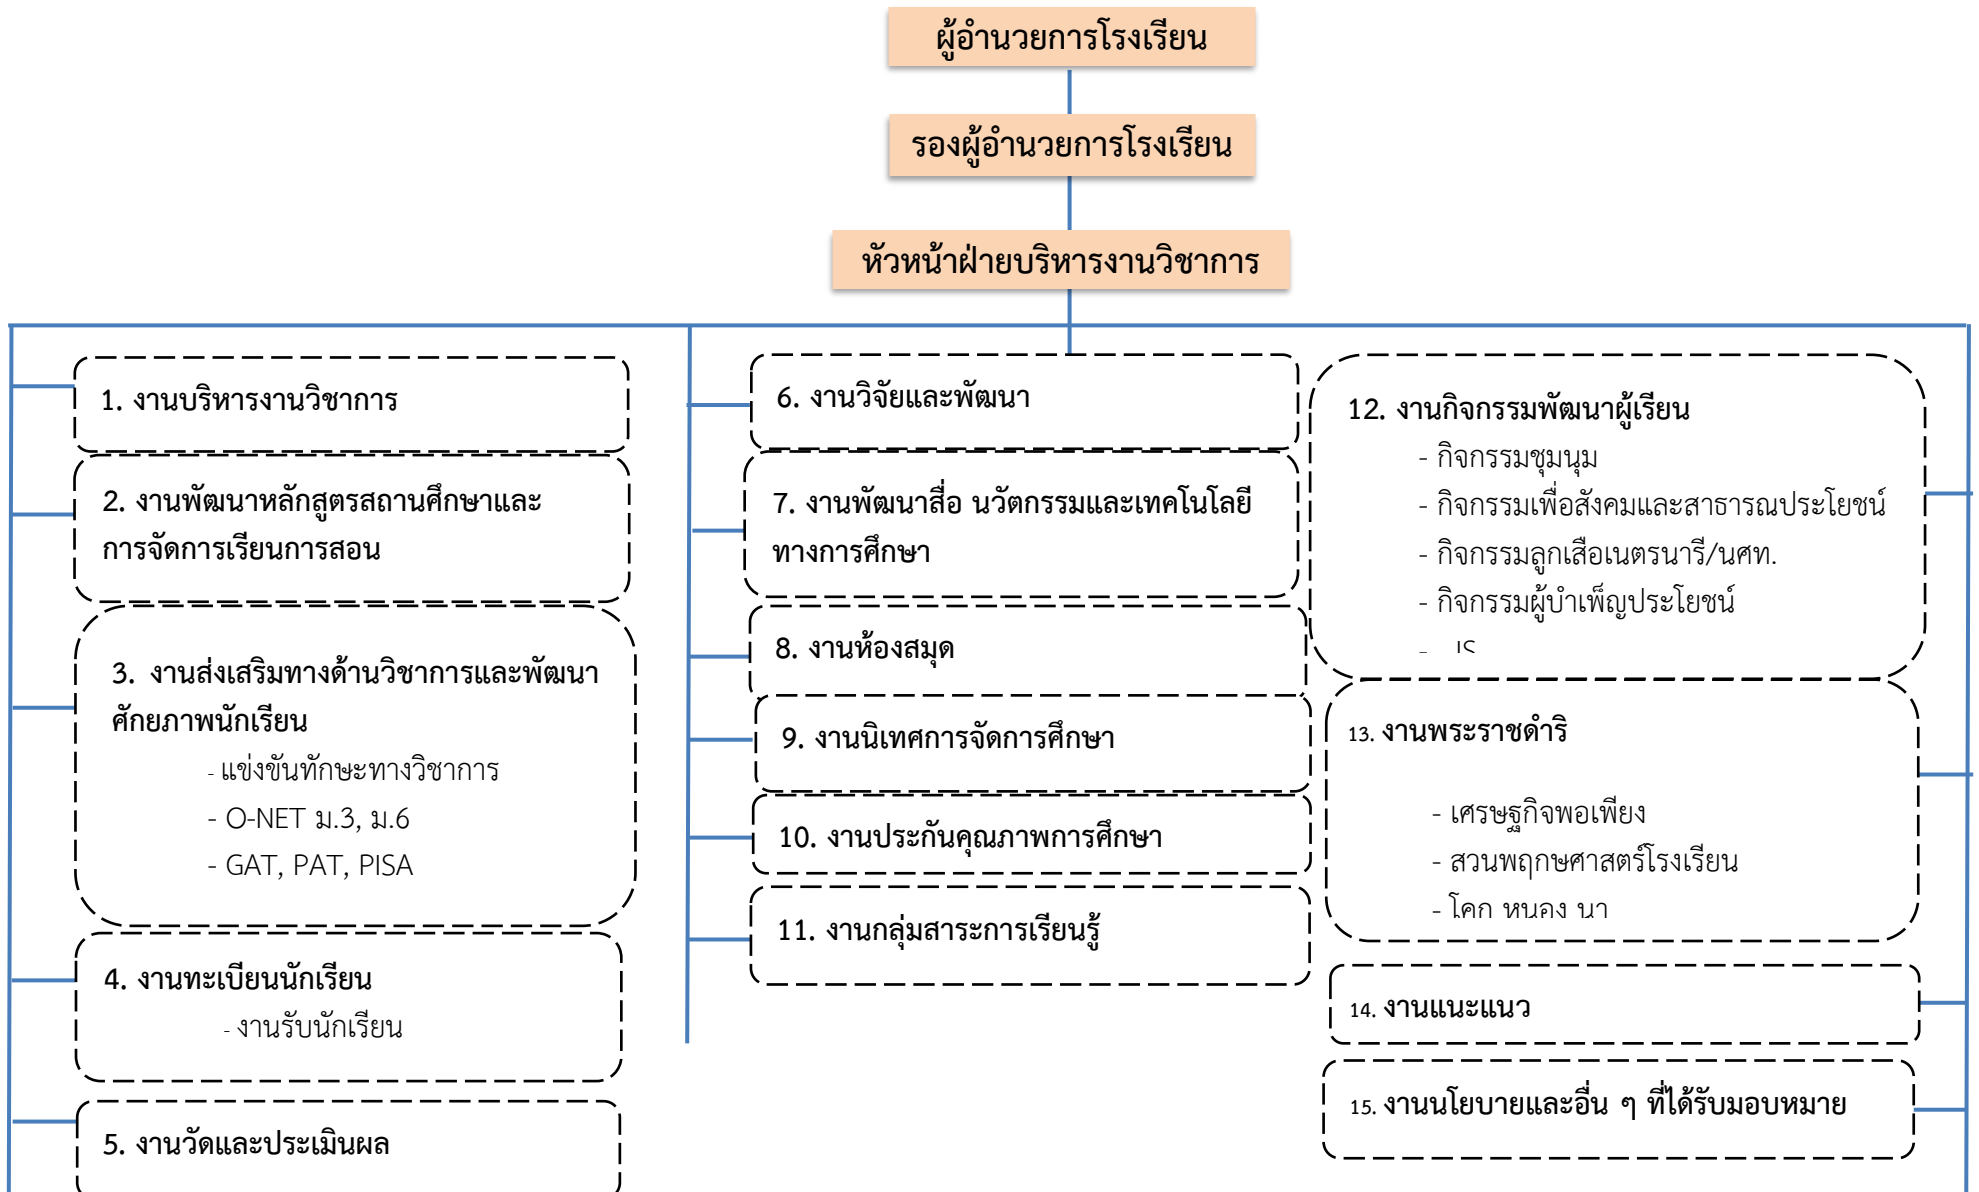 ผู้อำนวยการโรงเรียน
รองผู้อำนวยการโรงเรียน
หัวหน้าฝ่ายบริหารงานวิชาการ
1. งานบริหารงานวิชาการ
2. งานพัฒนาหลักสูตรสถานศึกษาและ
การจัดการเรียนการสอน
3. งานส่งเสริมทางด้านวิชาการและพัฒนา
ศักยภาพนักเรียน
- แข่งขันทักษะทางวิชาการ
- O-NET ม.3, ม.6
- GAT, PAT, PISA
4. งานทะเบียนนักเรียน
- งานรับนักเรียน
5. งานวัดและประเมินผล
6. งานวิจัยและพัฒนา
7. งานพัฒนาสื่อ นวัตกรรมและเทคโนโลยี
ทางการศึกษา
8. งานห้องสมุด
9. งานนิเทศการจัดการศึกษา
10. งานประกันคุณภาพการศึกษา
11. งานกลุ่มสาระการเรียนรู้
12. งานกิจกรรมพัฒนาผู้เรียน
- กิจกรรมชุมนุม
- กิจกรรมเพื่อสังคมและสาธารณประโยชน์
- กิจกรรมลูกเสือเนตรนารี/นศท.
- กิจกรรมผู้บำเพ็ญประโยชน์
-
13. งานพระราชดำริ
- เศรษฐกิจพอเพียง
- สวนพฤกษศาสตร์โรงเรียน
- โคก หนอง นา
14. งานแนะแนว
15. งานนโยบายและอื่น ๆ ที่ได้รับมอบหมาย